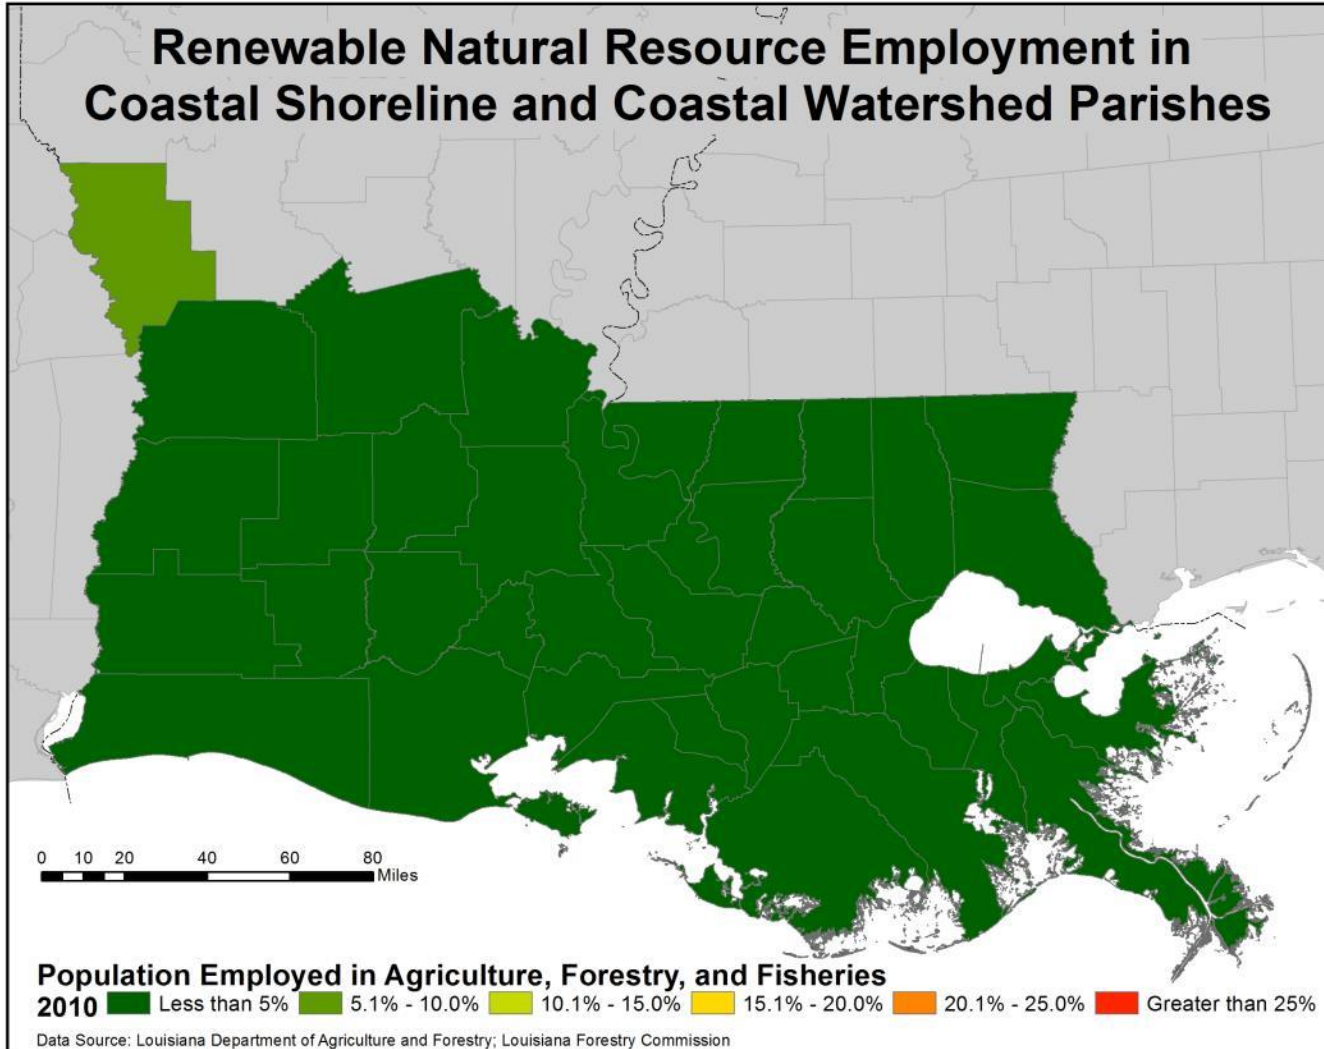 Renewable Natural Resource Employment in
Coastal Shoreline and Coastal Watershed Parishes
0 10 20 40 60 80
Miles
Population Employed in Agriculture, Forestry, and Fisheries
2010 Less than 5% 5.1% - 10.0% 10.1% - 15.0% 15.1% - 20.0% 20.1% - 25.0% Greater than 25%
Data Source: Louisiana Department of Agriculture and Forestry; Louisiana Forestry Commission